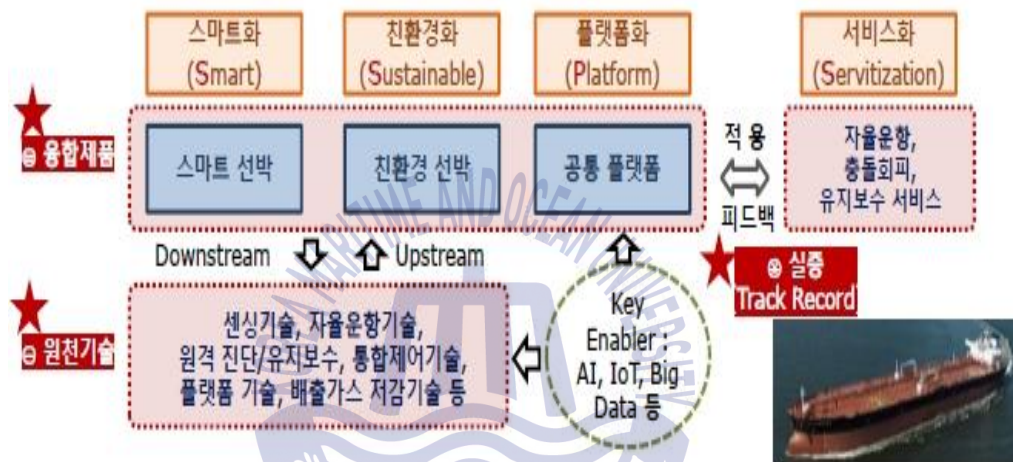 스마트화
(Smart)
친환경화
(Sustainable)
플랫폼화
(Platform)
서비스화
(Servitization)
융합제품
스마트 선박
친환경 선박
공통 플랫폼
적 용
피드백
자율운항,
충돌회피,
유지보수 서비스
Downstream
Upstream
실증
Track Record
원천기술
센싱기술, 자율운항기술,
원격 진단/유지보수, 통합제어기술,
플랫폼 기술, 배출가스 저감기술 등
Key
Enabler :
AI, IoT, Big
Data 등
MARITIME AND OCEAN UNIVERSITY